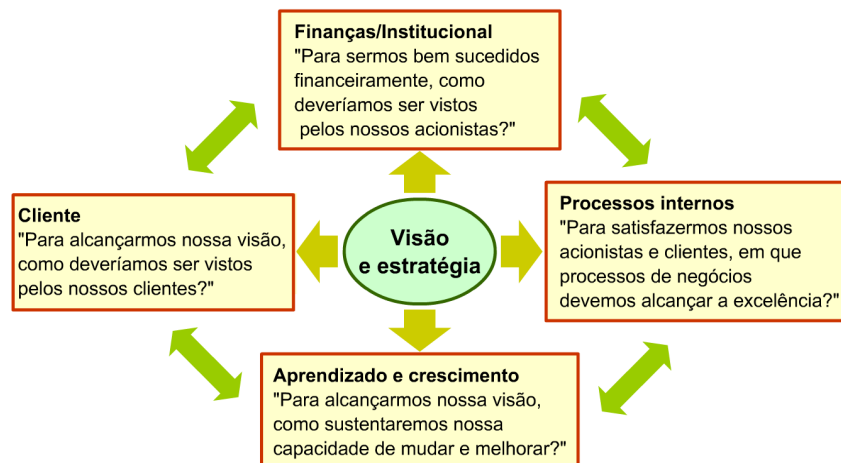 Finanças/Institucional
"Para sermos bem sucedidos
financeiramente, como
deveríamos ser vistos
pelos nossos acionistas?"
Cliente
"Para alcançarmos nossa visão,
como deveríamos ser vistos
pelos nossos clientes?"
Visão
e estratégia
Processos internos
"Para satisfazermos nossos
acionistas e clientes, em que
processos de negócios
devemos alcançar a excelência?"
Aprendizado e crescimento
"Para alcançarmos nossa visão,
como sustentaremos nossa
capacidade de mudar e melhorar?"